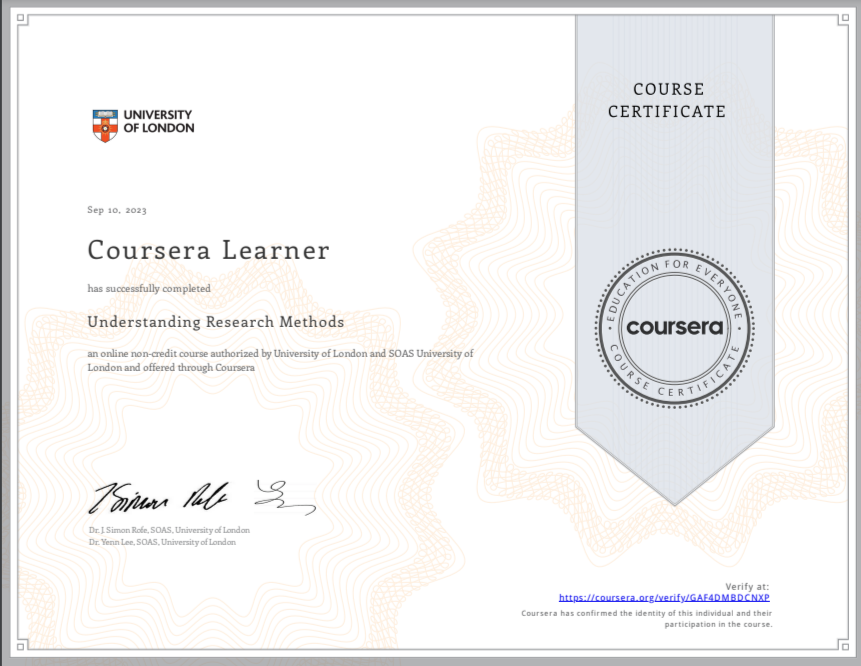 COURSE
CERTIFICATE
UNIVERSITY
OF LONDON
Sep 10, 2023
Coursera Learner
has successfully completed
Understanding Research Methods
an online non-credit course authorized by University of London and SOAS University of
London and offered through Coursera
EDUCATION FOR EVERYONE
coursera
COURSE CERTIFICATE
J Simon Rofe
Dr. J. Simon Rofe, SOAS, University of London
Dr. Yenn Lee, SOAS, University of London
Verify at:
https://coursera.org/verify/GAF4DMBDCNXP
Coursera has confirmed the identity of this individual and their
participation in the course.